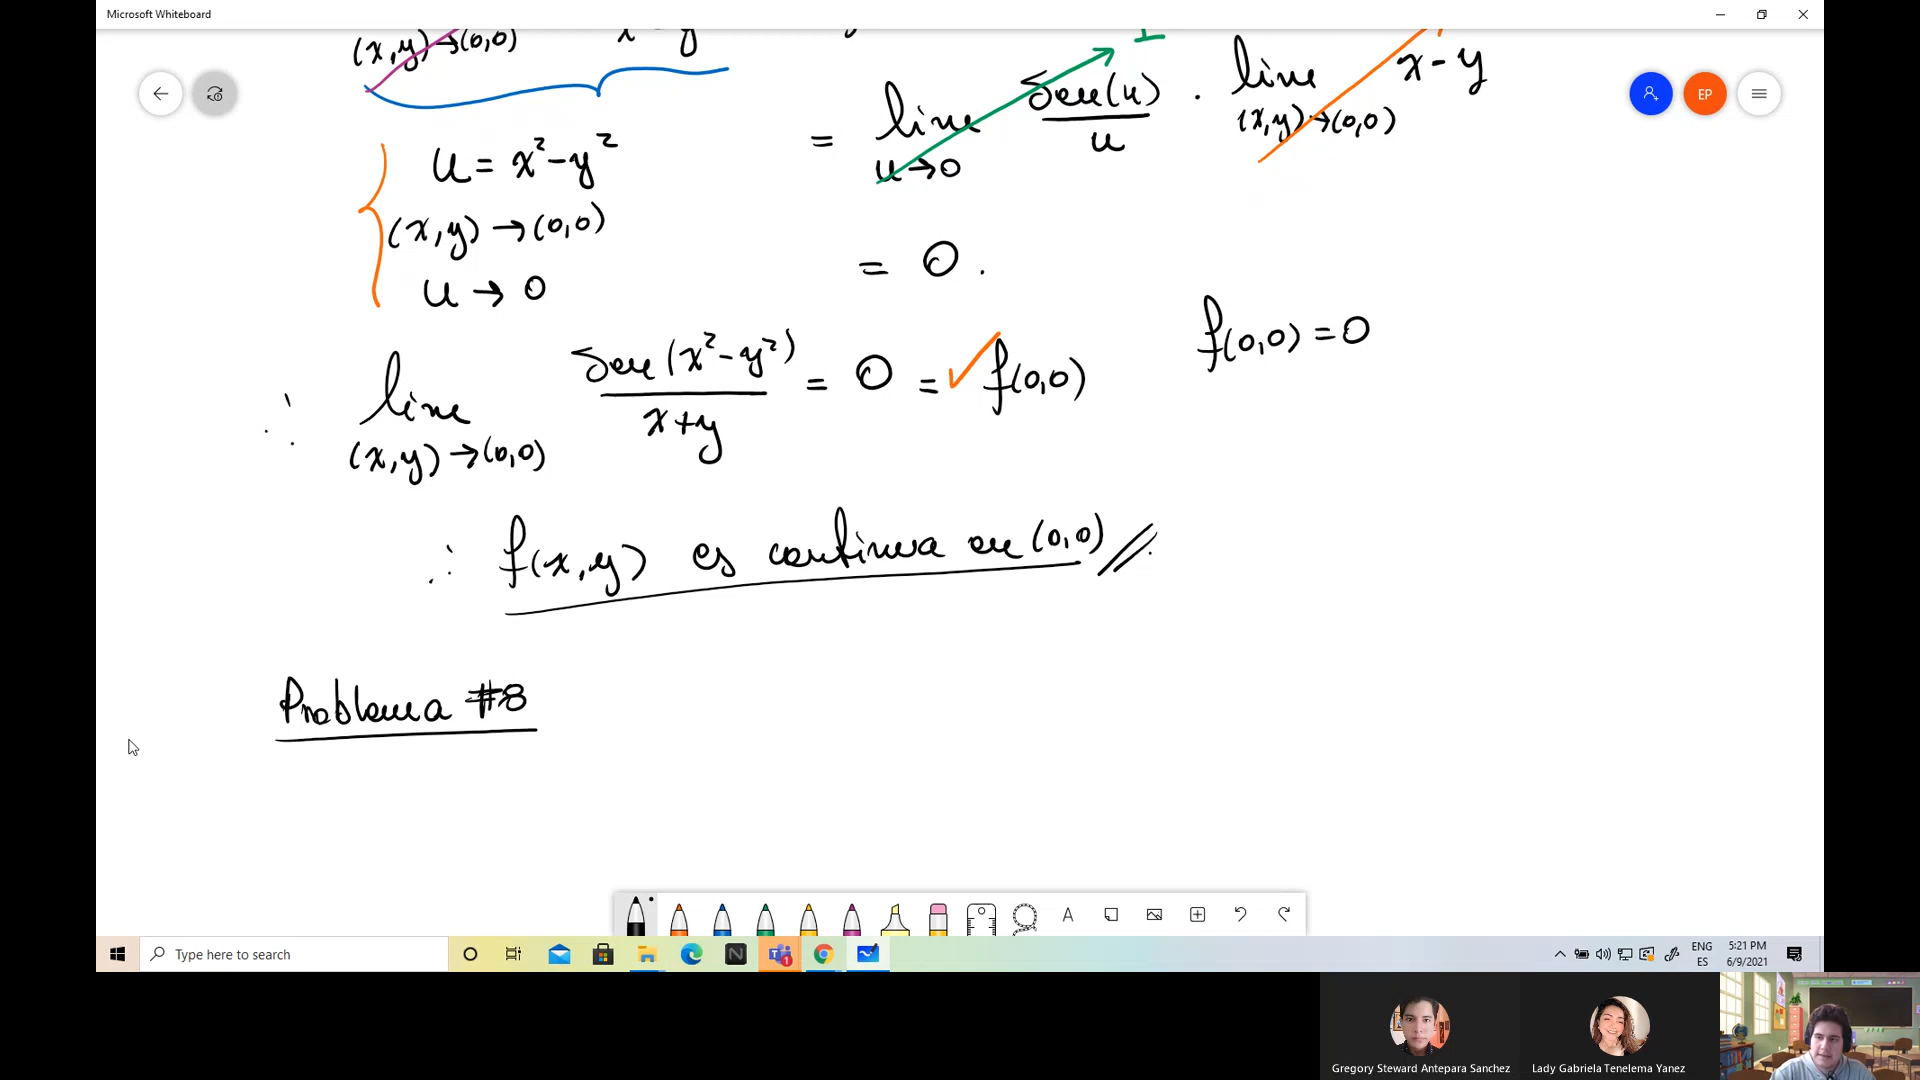 Microsoft Whiteboard
(x,y)→(0,0)
EP
= lim Sen(u)/u · lim x-y
u→0 (x,y)→(0,0)
u = x²-y²
(x,y)→(0,0)
u→0
= 0.
f(0,0) = 0
∴ lim Sen(x²-y²)/x+y = 0 = f(0,0)
(x,y)→(0,0)
∴ f(x,y) es continua en (0,0)
Problema #8
Type here to search
ENG
ES
5:21 PM
6/9/2021
Gregory Steward Antepara Sanchez
Lady Gabriela Tenelema Yanez